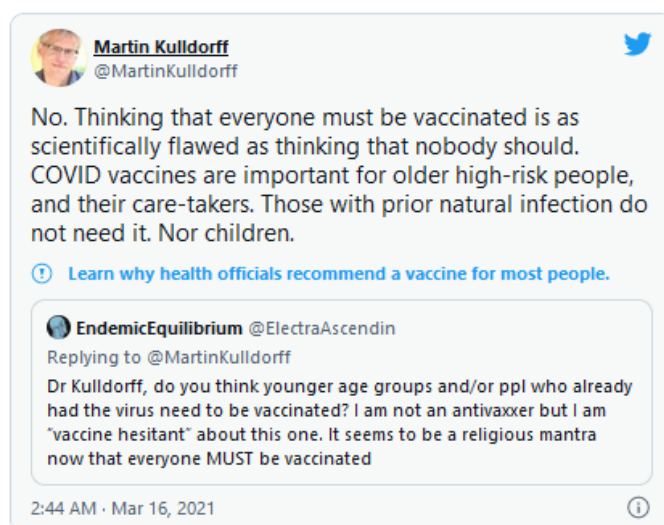 Martin Kulldorff
@MartinKulldorff
No. Thinking that everyone must be vaccinated is as
scientifically flawed as thinking that nobody should.
COVID vaccines are important for older high-risk people,
and their care-takers. Those with prior natural infection do
not need it. Nor children.
Learn why health officials recommend a vaccine for most people.
EndemicEquilibrium @ElectraAscendin
Replying to @MartinKulldorff
Dr Kulldorff, do you think younger age groups and/or ppl who already
had the virus need to be vaccinated? I am not an antivaxxer but I am
"vaccine hesitant" about this one. It seems to be a religious mantra
now that everyone MUST be vaccinated
2:44 AM · Mar 16, 2021